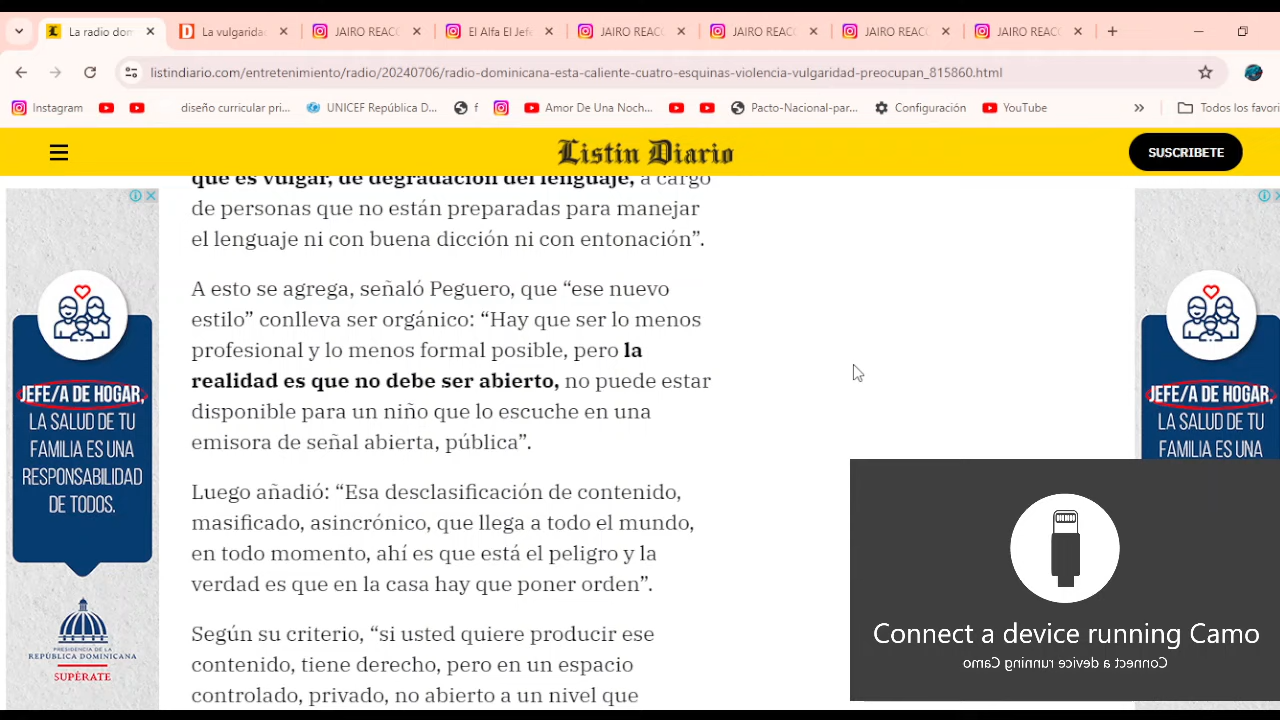 La radio dom
La vulgarida
JAIRO REACC
El Alfa El Jefe
JAIRO REACC
JAIRO REACC
JAIRO REACC
JAIRO REACC
listindiario.com/entretenimiento/radio/20240706/radio-dominicana-esta-caliente-cuatro-esquinas-violencia-vulgaridad-preocupan_815860.html
Instagram
diseño curricular pri...
UNICEF República D...
f
Amor De Una Noch...
Pacto-Nacional-par...
Configuración
YouTube
Todos los favori
Listin Diario
SUSCRIBETE
que es vulgar, de degradación del lenguaje, a cargo
de personas que no están preparadas para manejar
el lenguaje ni con buena dicción ni con entonación”.
A esto se agrega, señaló Peguero, que “ese nuevo
estilo” conlleva ser orgánico: “Hay que ser lo menos
profesional y lo menos formal posible, pero la
realidad es que no debe ser abierto, no puede estar
disponible para un niño que lo escuche en una
emisora de señal abierta, pública”.
Luego añadió: “Esa desclasificación de contenido,
masificado, asincrónico, que llega a todo el mundo,
en todo momento, ahí es que está el peligro y la
verdad es que en la casa hay que poner orden”.
Según su criterio, “si usted quiere producir ese
contenido, tiene derecho, pero en un espacio
controlado, privado, no abierto a un nivel que
JEFE/A DE HOGAR,
LA SALUD DE TU
FAMILIA ES UNA
RESPONSABILIDAD
DE TODOS.
PRESIDENCIA DE LA
REPÚBLICA DOMINICANA
SUPÉRATE
JEFE/A DE HOGAR,
LA SALUD DE TU
FAMILIA ES UNA
Connect a device running Camo
Connect a device running Camo